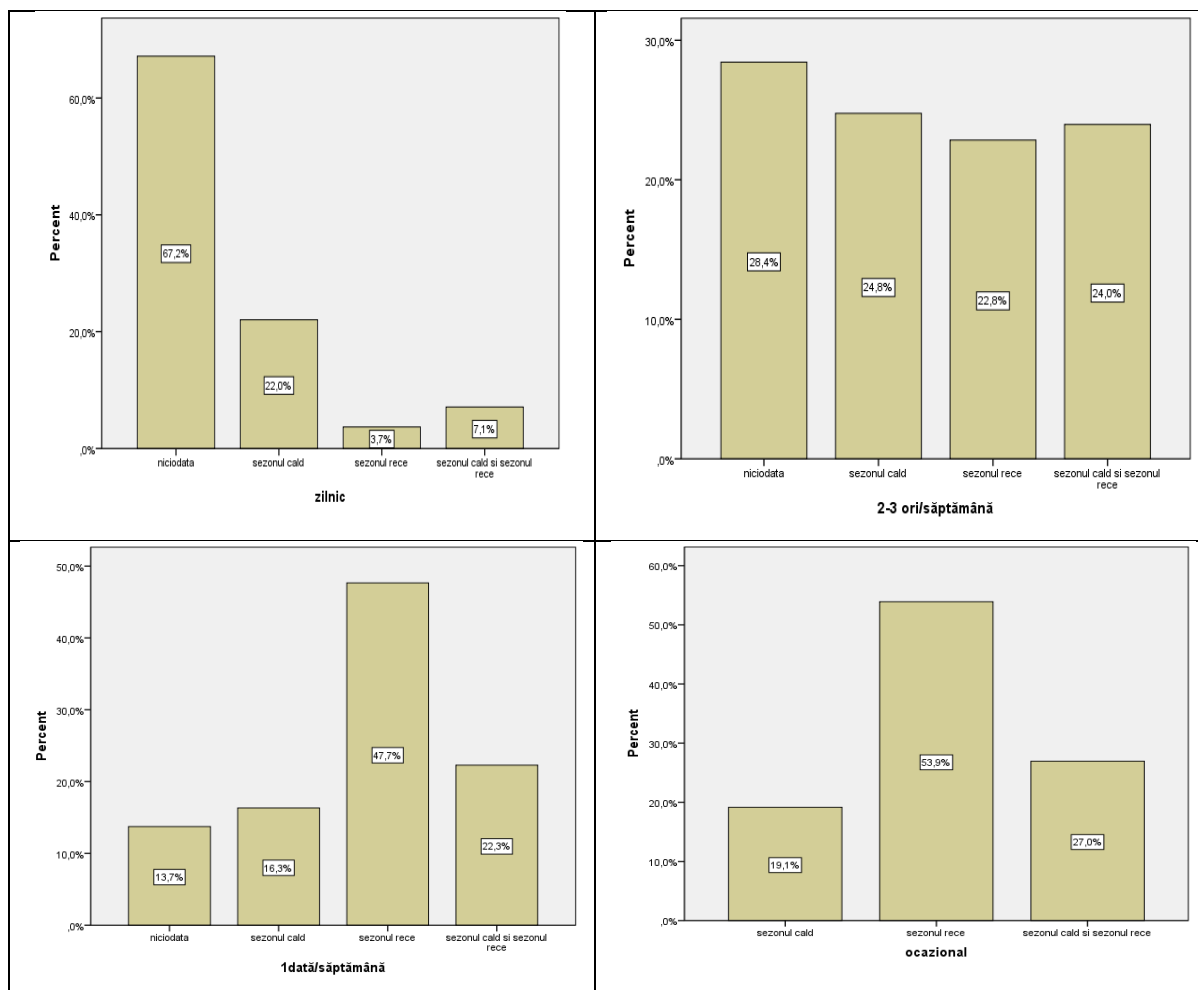 Percent
60,0%
40,0%
20,0%
,0%
67,2%
22,0%
3,7%
7,1%
niciodata
sezonul cald
sezonul rece
sezonul cald si sezonul
rece
zilnic
Percent
30,0%
20,0%
10,0%
,0%
28,4%
24,8%
22,8%
24,0%
niciodata
sezonul cald
sezonul rece
sezonul cald si sezonul
rece
2-3 ori/săptămână
Percent
50,0%
40,0%
30,0%
20,0%
10,0%
,0%
13,7%
16,3%
47,7%
22,3%
niciodata
sezonul cald
sezonul rece
sezonul cald si sezonul
rece
1dată/săptămână
Percent
60,0%
50,0%
40,0%
30,0%
20,0%
10,0%
,0%
19,1%
53,9%
27,0%
sezonul cald
sezonul rece
sezonul cald si sezonul rece
ocazional